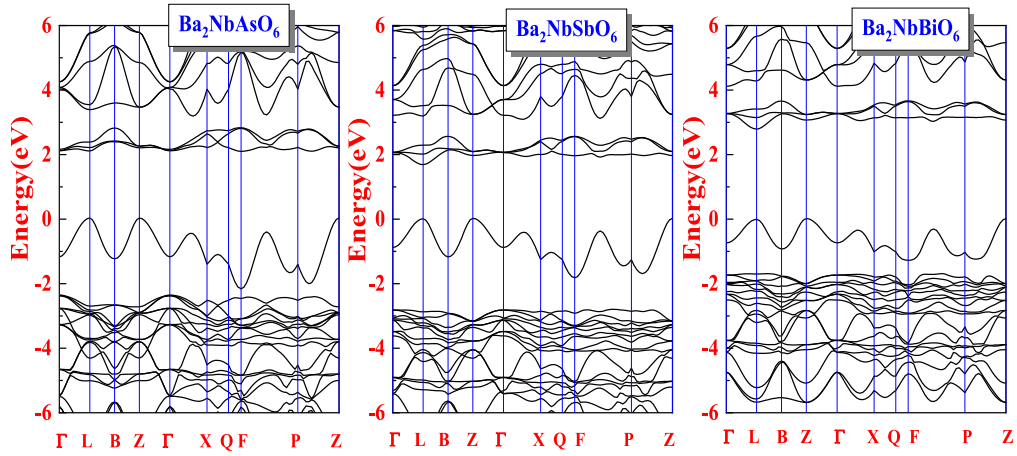 Ba₂NbAsO₆
Energy(eV)
6
4
2
0
-2
-4
-6
Γ L B Z Γ X Q F P Z
Ba₂NbSbO₆
Energy(eV)
6
4
2
0
-2
-4
-6
Γ L B Z Γ X Q F P Z
Ba₂NbBiO₆
Energy(eV)
6
4
2
0
-2
-4
-6
Γ L B Z Γ X Q F P Z